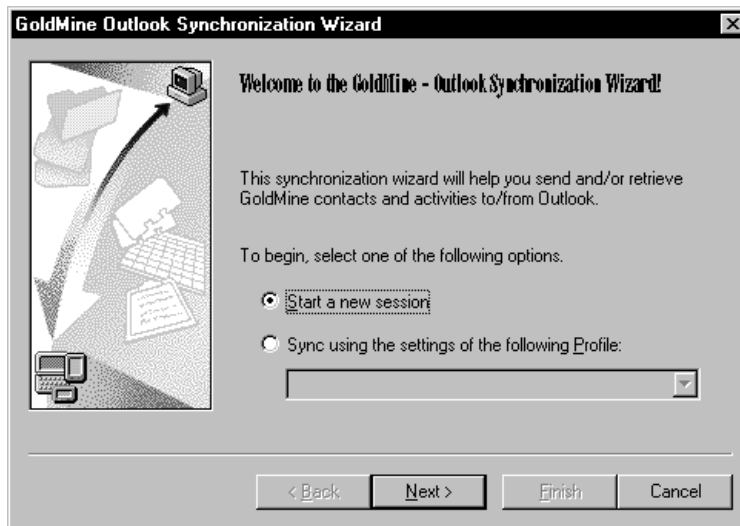 GoldMine Outlook Synchronization Wizard
Welcome to the GoldMine - Outlook Synchronization Wizard!
This synchronization wizard will help you send and/or retrieve
GoldMine contacts and activities to/from Outlook.
To begin, select one of the following options.
Start a new session
Sync using the settings of the following Profile:
< Back Next > Finish Cancel